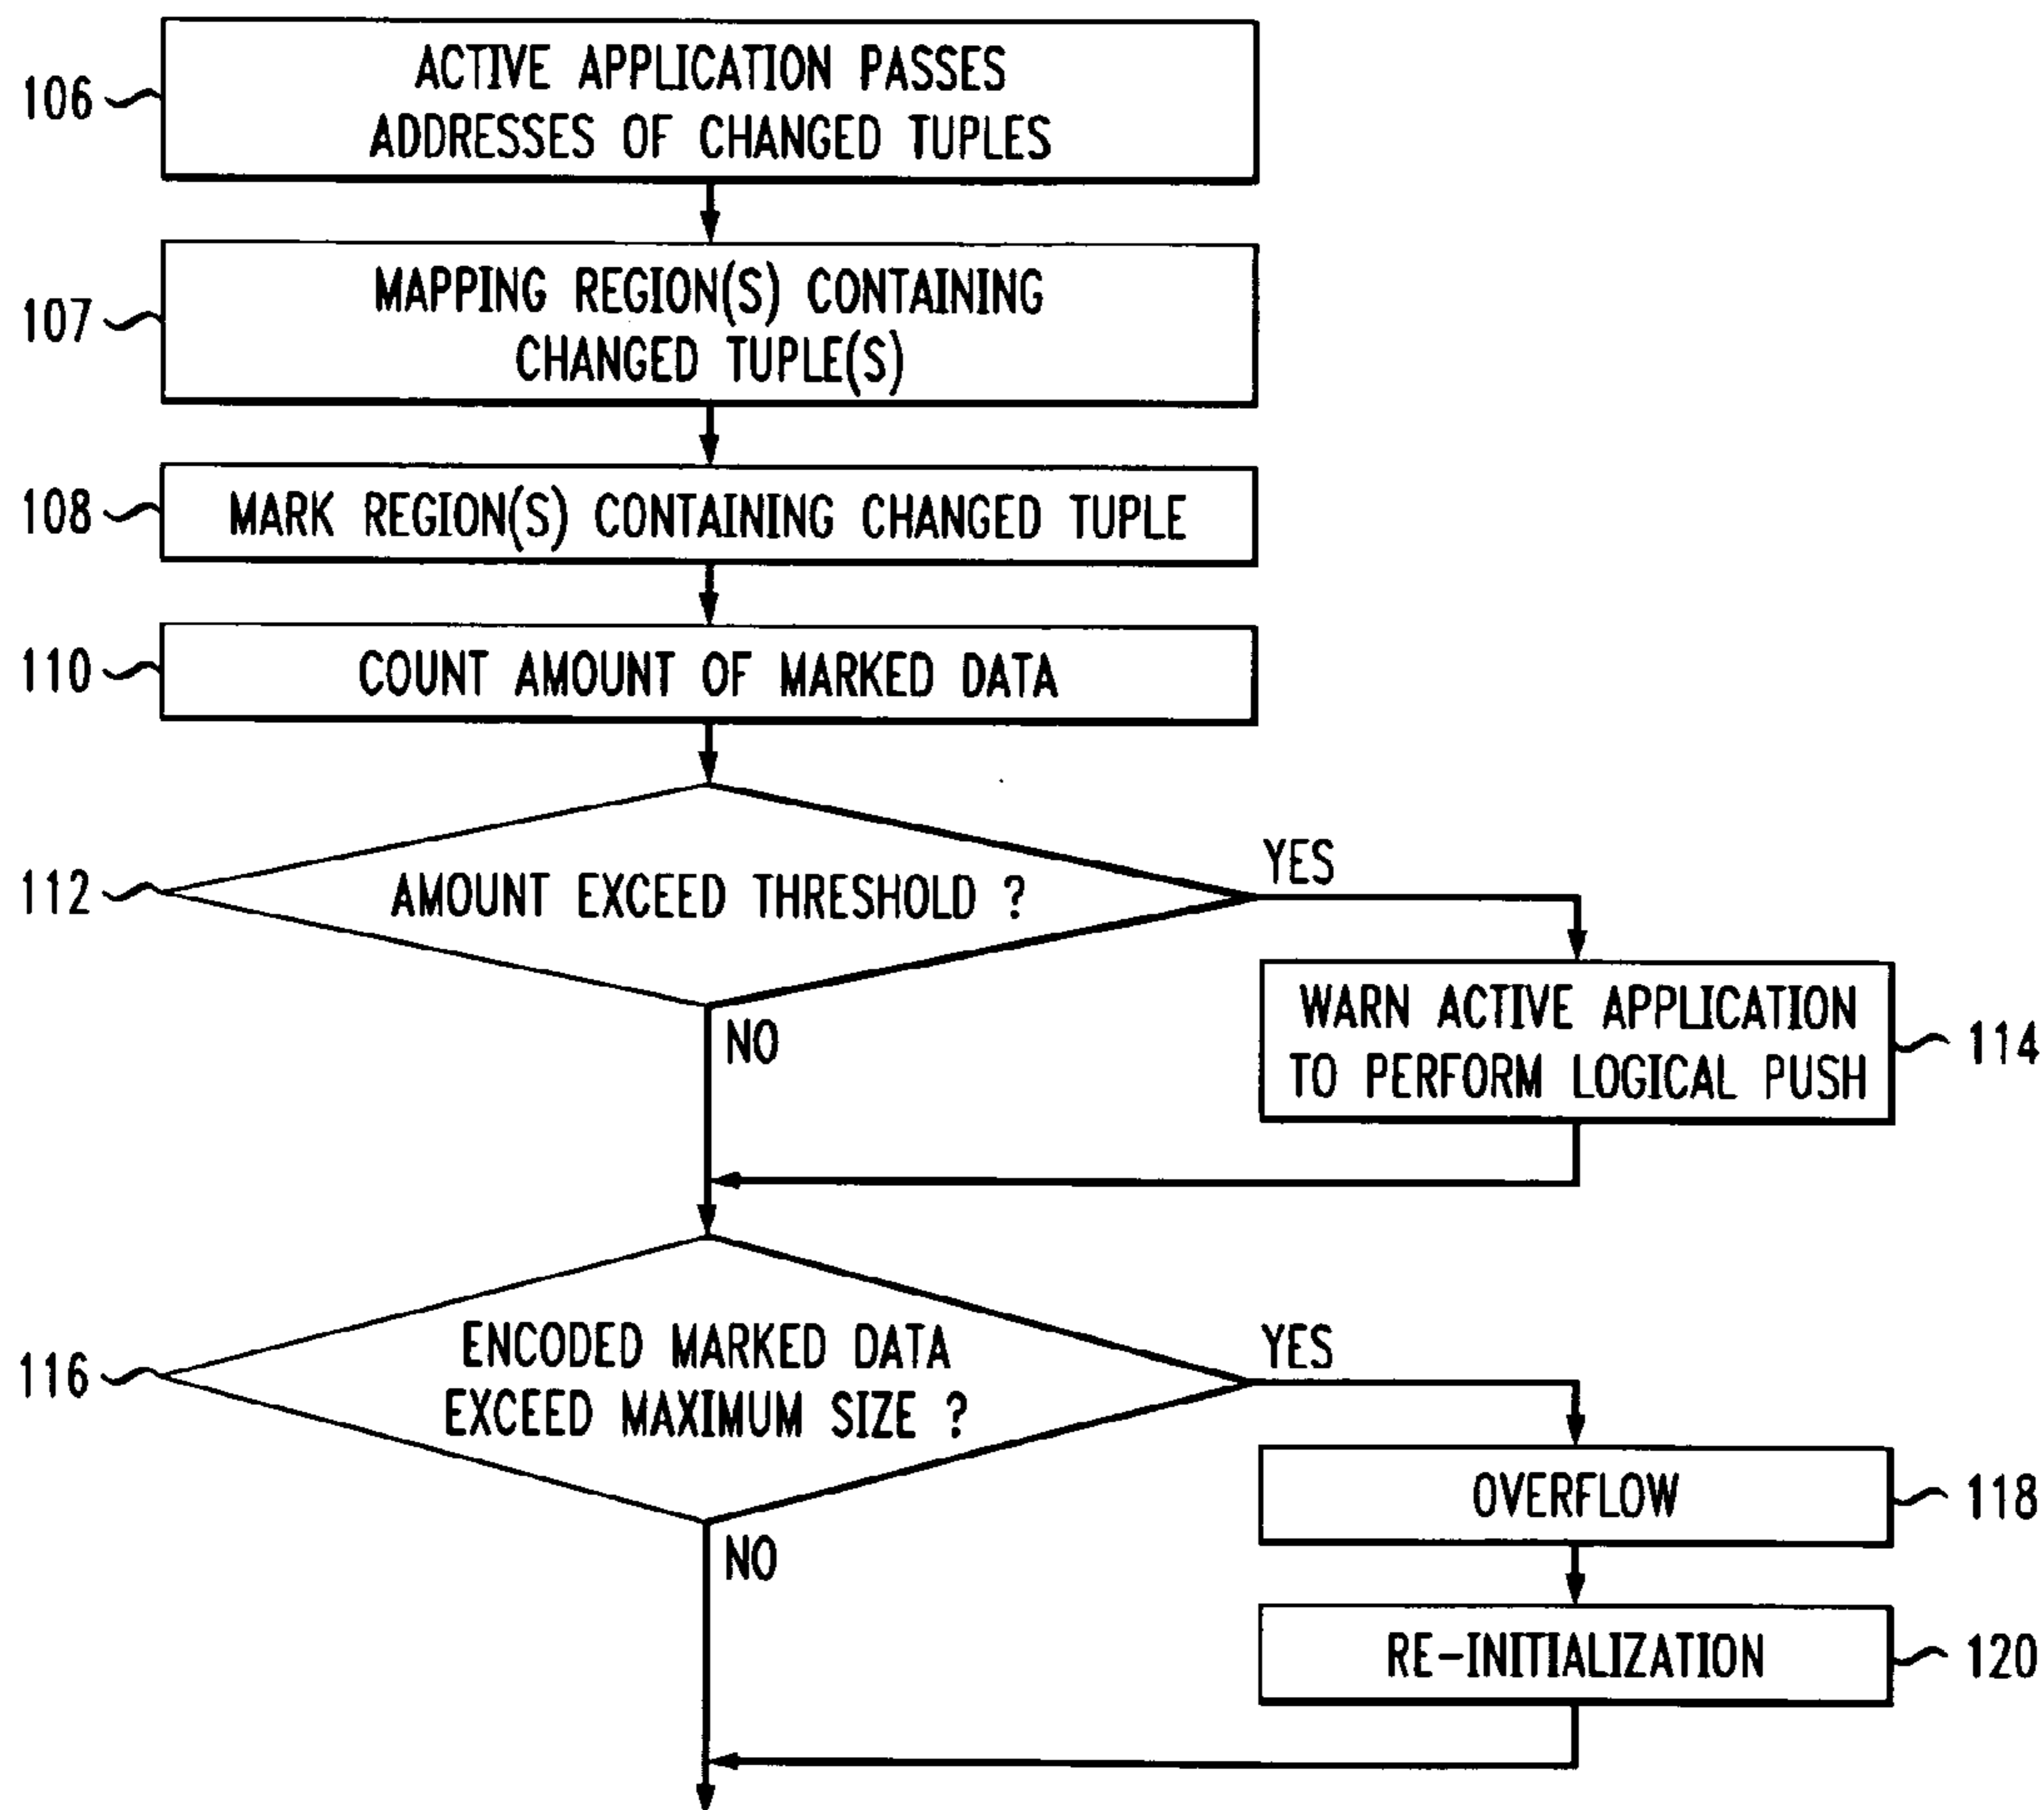 106
ACTIVE APPLICATION PASSES
ADDRESSES OF CHANGED TUPLES
107
MAPPING REGION(S) CONTAINING
CHANGED TUPLE(S)
108
MARK REGION(S) CONTAINING CHANGED TUPLE
110
COUNT AMOUNT OF MARKED DATA
112
AMOUNT EXCEED THRESHOLD ?
YES
NO
WARN ACTIVE APPLICATION
TO PERFORM LOGICAL PUSH
114
116
ENCODED MARKED DATA
EXCEED MAXIMUM SIZE ?
YES
NO
OVERFLOW
118
RE-INITIALIZATION
120